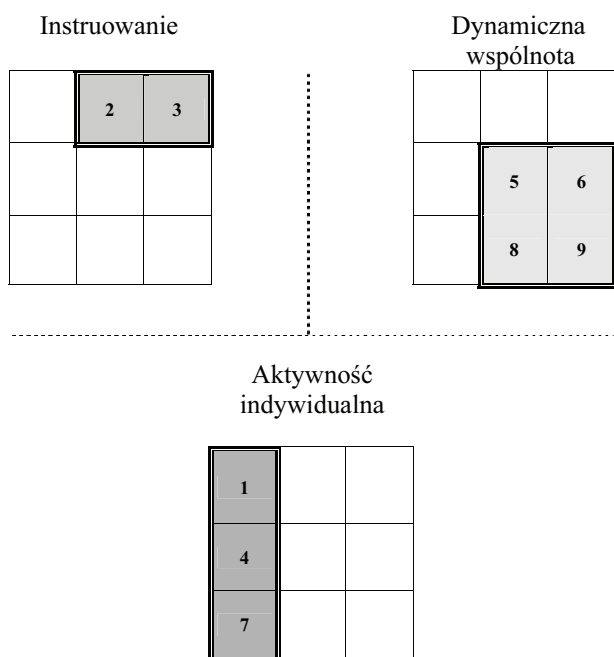 Instruowanie
2 3
Dynamiczna
wspólnota
5 6
8 9
Aktywność
indywidualna
1
4
7